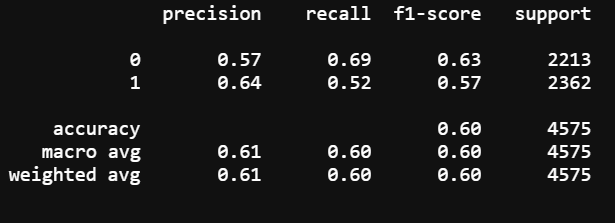 precision recall f1-score support
0 0.57 0.69 0.63 2213
1 0.64 0.52 0.57 2362
accuracy 0.60 4575
macro avg 0.61 0.60 0.60 4575
weighted avg 0.61 0.60 0.60 4575